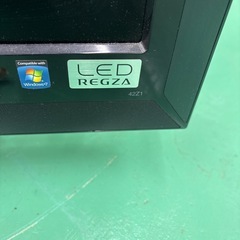 Compatible with
Windows 7
LED
REGZA
42Z1